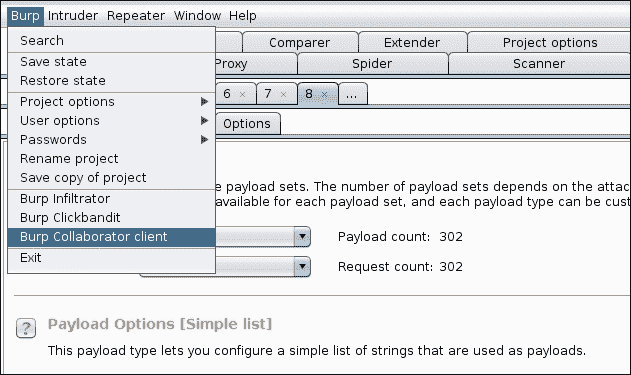 Burp Intruder Repeater Window Help
Search
Save state
Restore state
Project options
User options
Passwords
Rename project
Save copy of project
Burp Infiltrator
Burp Clickbandit
Burp Collaborator client
Exit
Comparer Extender Project options
Proxy Spider Scanner
6 × 7 × 8 × ...
Options
payload sets. The number of payload sets depends on the attac
available for each payload set, and each payload type can be cust
Payload count: 302
Request count: 302
? Payload Options [Simple list]
This payload type lets you configure a simple list of strings that are used as payloads.